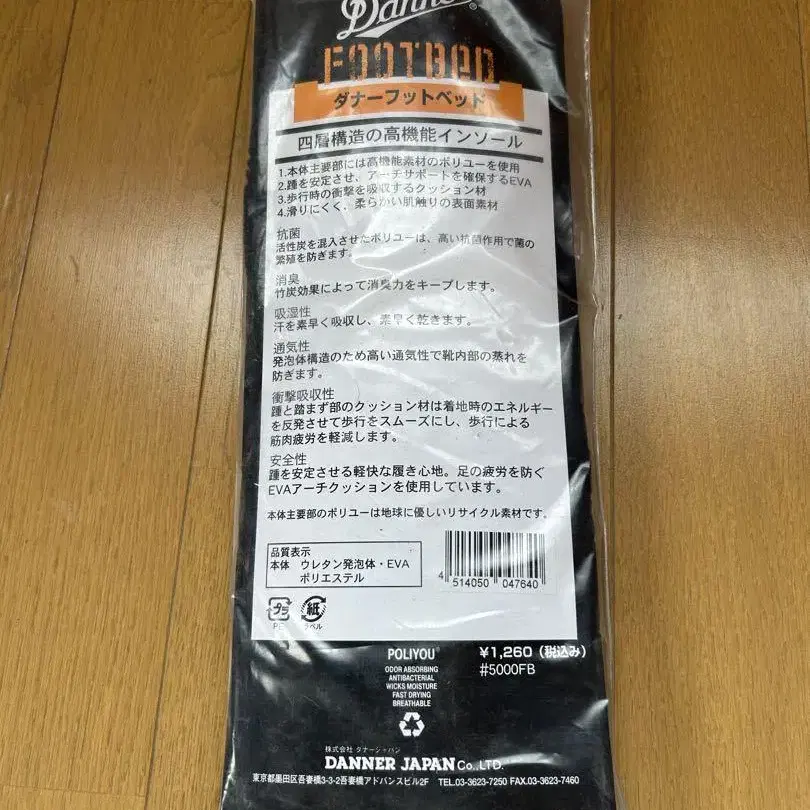 Danner
FOOTBED
ダナーフットベッド
四層構造の高機能インソール
1.本体主要部には高機能素材のポリユーを使用
2.踵を安定させ、アーチサポートを確保するEVA
3.歩行時の衝撃を吸収するクッション材
4.滑りにくく、柔らかい肌触りの表面素材
抗菌
活性炭を混入させたポリユーは、高い抗菌作用で菌の
繁殖を防ぎます。
消臭
竹炭効果によって消臭力をキープします。
吸湿性
汗を素早く吸収し、素早く乾きます。
通気性
発泡体構造のため高い通気性で靴内部の蒸れを
防ぎます。
衝撃吸収性
踵と踏まず部のクッション材は着地時のエネルギー
を反発させて歩行をスムーズにし、歩行による
筋肉疲労を軽減します。
安全性
踵を安定させる軽快な履き心地。足の疲労を防ぐ
EVAアーチクッションを使用しています。
本体主要部のポリユーは地球に優しいリサイクル素材です。
品質表示
本体 ウレタン発泡体・EVA
ポリエステル
4 514050 047640
プラ 紙
PE ラベル
POLIYOU
¥1,260(税込み)
#5000FB
ODOR ABSORBING
ANTIBACTERIAL
WICKS MOISTURE
FAST DRYING
BREATHABLE
株式会社 ダナージャパン
DANNER JAPAN Co.,LTD.
東京都墨田区吾妻橋3-3-2吾妻橋アドバンスビル2F TEL.03-3623-7250 FAX.03-3623-7460